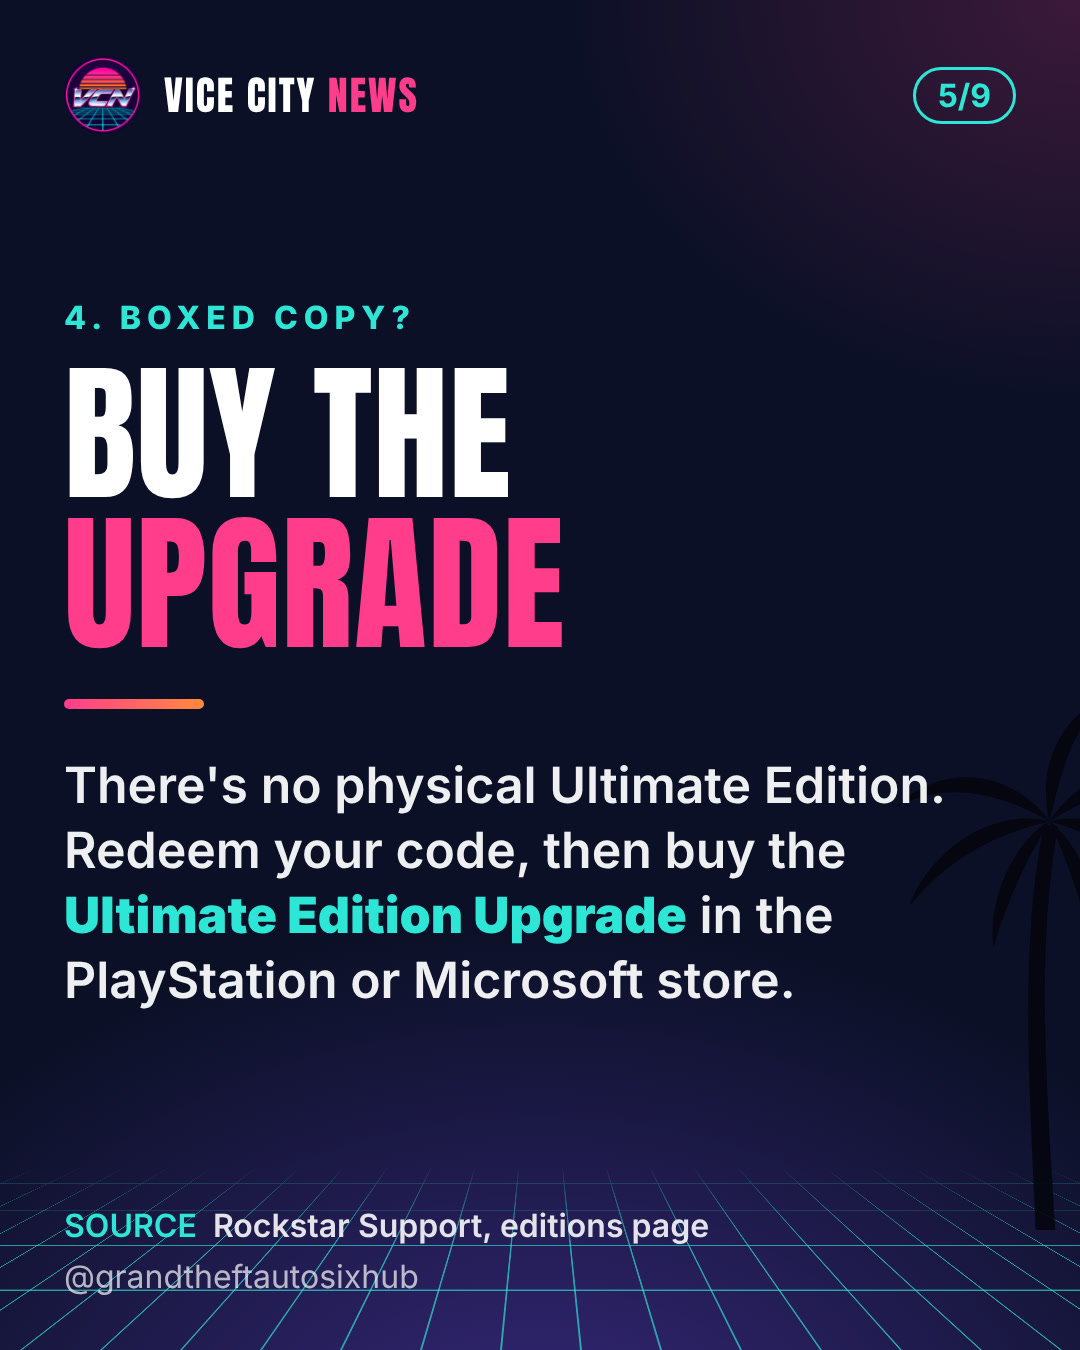 VCN
VICE CITY NEWS
5/9
4. BOXED COPY?
BUY THE
UPGRADE
There's no physical Ultimate Edition.
Redeem your code, then buy the
Ultimate Edition Upgrade in the
PlayStation or Microsoft store.
SOURCE Rockstar Support, editions page
@grandtheftautosixhub